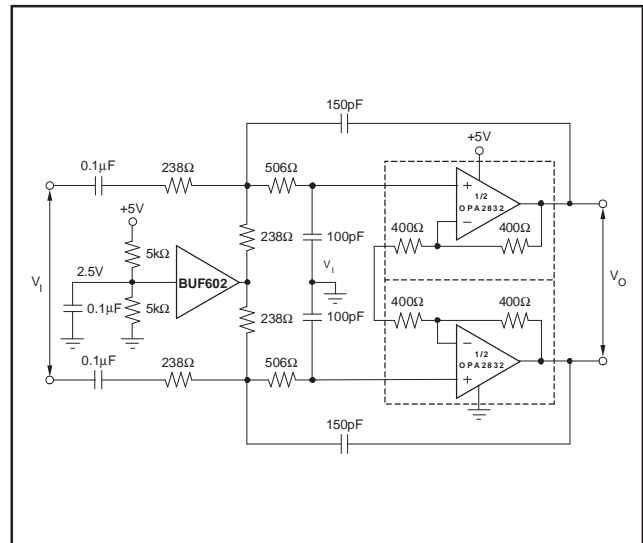 150pF
+5V
0.1µF
238Ω
506Ω
+
1/2
OPA2832
−
400Ω
400Ω
+5V
5kΩ
238Ω
100pF
V_I
2.5V
BUF602
V_I
V_O
0.1µF
5kΩ
238Ω
100pF
400Ω
400Ω
−
1/2
OPA2832
+
0.1µF
238Ω
506Ω
150pF